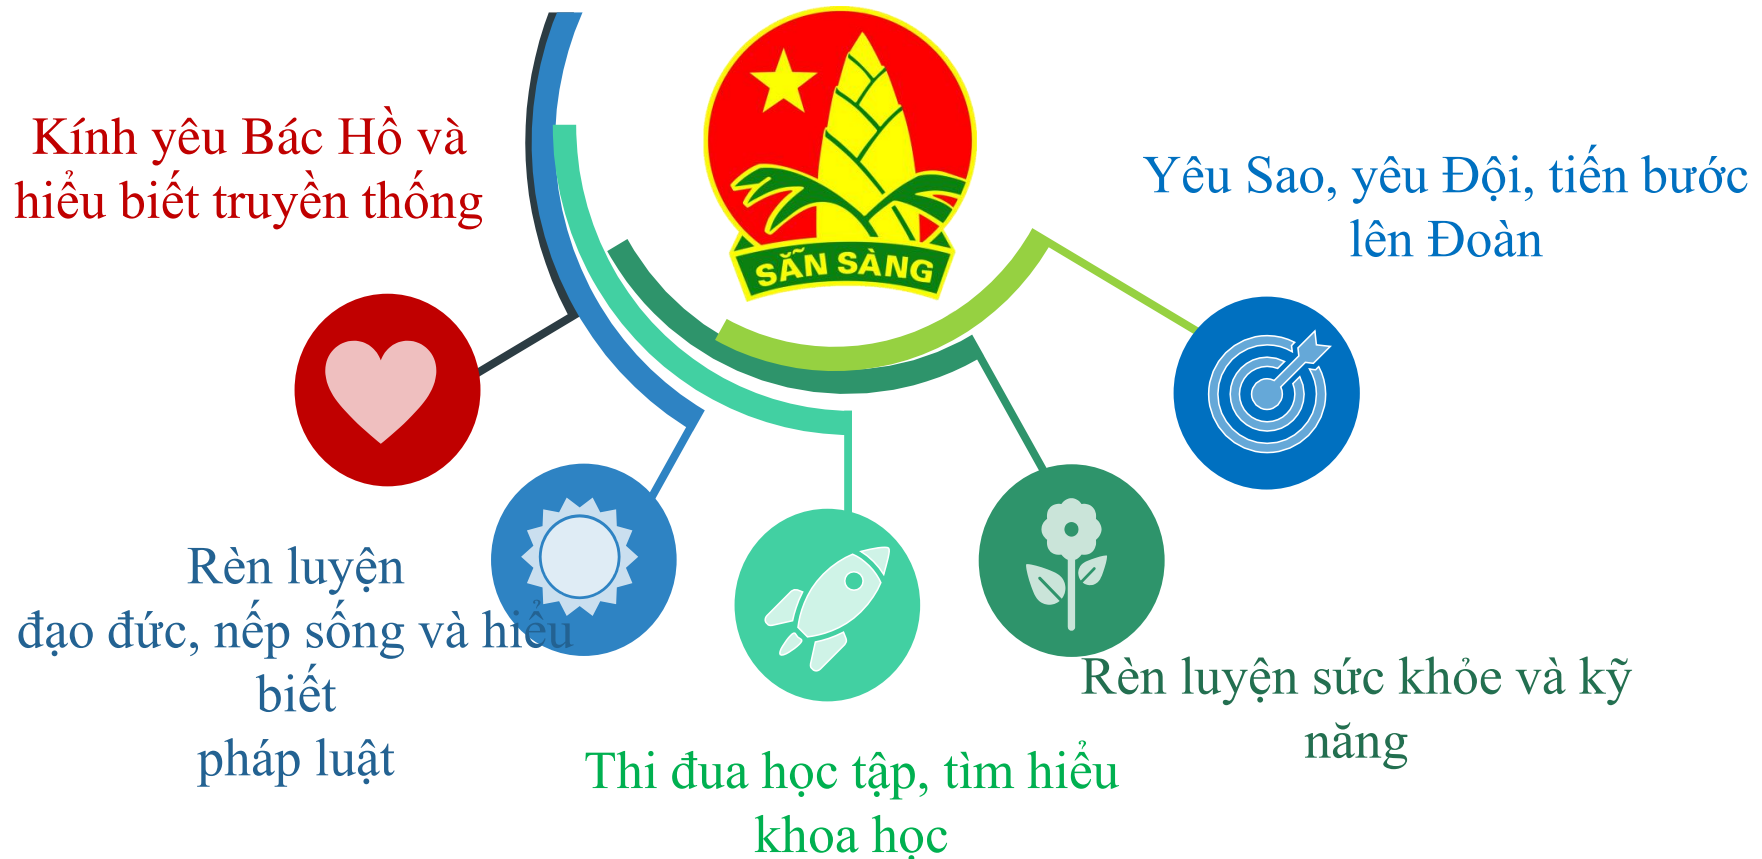 Kính yêu Bác Hồ và
hiểu biết truyền thống
SẴN SÀNG
Yêu Sao, yêu Đội, tiến bước
lên Đoàn
Rèn luyện
đạo đức, nếp sống và hiểu
biết
pháp luật
Thi đua học tập, tìm hiểu
khoa học
Rèn luyện sức khỏe và kỹ
năng